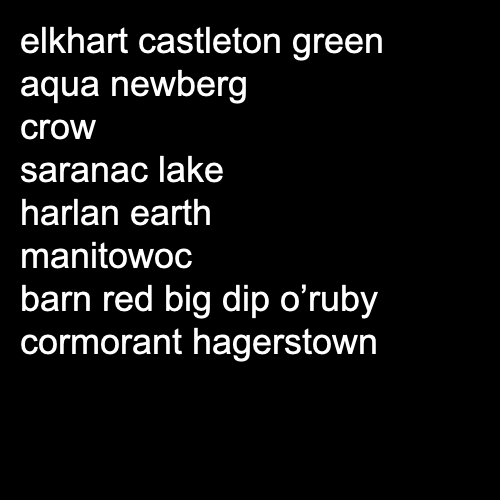 elkhart castleton green
aqua newberg
crow
saranac lake
harlan earth
manitowoc
barn red big dip o’ruby
cormorant hagerstown